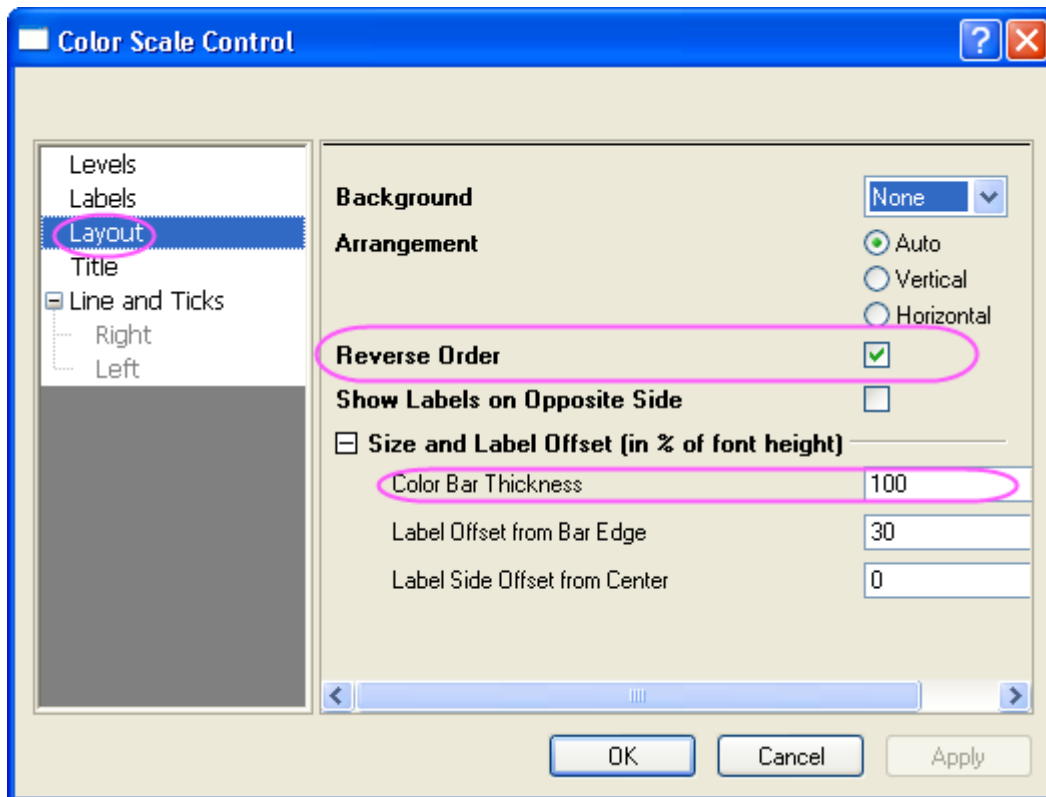 Color Scale Control
Levels
Labels
Layout
Title
Line and Ticks
Right
Left
Background None
Arrangement Auto
Vertical
Horizontal
Reverse Order
Show Labels on Opposite Side
Size and Label Offset (in % of font height)
Color Bar Thickness 100
Label Offset from Bar Edge 30
Label Side Offset from Center 0
OK Cancel Apply